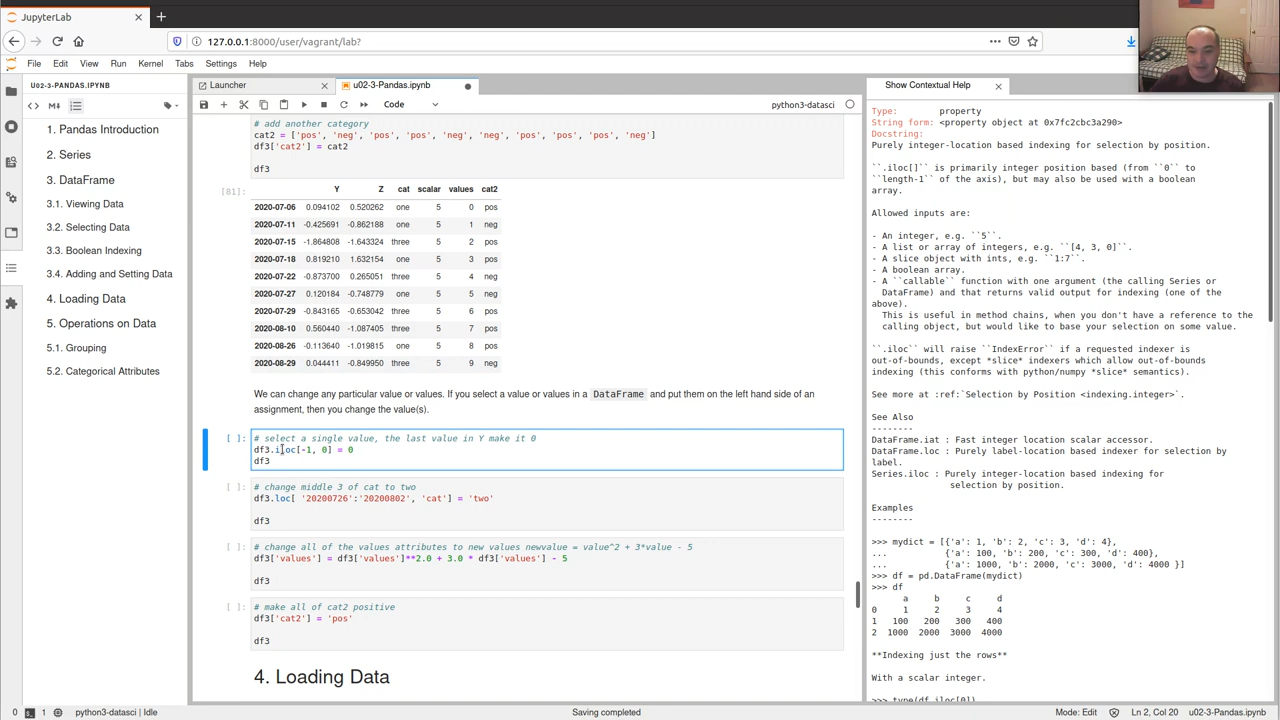 JupyterLab
127.0.0.1:8000/user/vagrant/lab?
File Edit View Run Kernel Tabs Settings Help
U02-3-PANDAS.IPYNB
1. Pandas Introduction
2. Series
3. DataFrame
3.1. Viewing Data
3.2. Selecting Data
3.3. Boolean Indexing
3.4. Adding and Setting Data
4. Loading Data
5. Operations on Data
5.1. Grouping
5.2. Categorical Attributes
Launcher
u02-3-Pandas.ipynb
Code
python3-datasci
# add another category
cat2 = ['pos', 'neg', 'pos', 'pos', 'neg', 'neg', 'pos', 'pos', 'pos', 'neg']
df3['cat2'] = cat2
df3
[81]:
Y Z cat scalar values cat2
2020-07-06 0.094102 0.520262 one 5 0 pos
2020-07-11 -0.425691 -0.862188 one 5 1 neg
2020-07-15 -1.864808 -1.643324 three 5 2 pos
2020-07-18 0.819210 -1.632154 one 5 3 pos
2020-07-22 -0.873700 0.265051 three 5 4 neg
2020-07-27 0.120184 -0.748779 one 5 5 neg
2020-07-29 -0.843165 -0.653042 three 5 6 pos
2020-08-10 0.560440 -1.087405 three 5 7 pos
2020-08-26 -0.113640 -1.019815 one 5 8 pos
2020-08-29 0.044411 -0.849950 three 5 9 neg
We can change any particular value or values. If you select a value or values in a DataFrame and put them on the left hand side of an
assignment, then you change the value(s).
[ ]: # select a single value, the last value in Y make it 0
df3.iloc[-1, 0] = 0
df3
[ ]: # change middle 3 of cat to two
df3.loc[ '20200726':'20200802', 'cat'] = 'two'
df3
[ ]: # change all of the values attributes to new values newvalue = value^2 + 3*value - 5
df3['values'] = df3['values']**2.0 + 3.0 * df3['values'] - 5
df3
[ ]: # make all of cat2 positive
df3['cat2'] = 'pos'
df3
4. Loading Data
Show Contextual Help
Type: property
String form: <property object at 0x7fc2cbc3a290>
Docstring:
Purely integer-location based indexing for selection by position.
``.iloc[]`` is primarily integer position based (from ``0`` to
``length-1`` of the axis), but may also be used with a boolean
array.
Allowed inputs are:
- An integer, e.g. ``5``.
- A list or array of integers, e.g. ``[4, 3, 0]``.
- A slice object with ints, e.g. ``1:7``.
- A boolean array.
- A ``callable`` function with one argument (the calling Series or
DataFrame) and that returns valid output for indexing (one of the
above).
This is useful in method chains, when you don't have a reference to the
calling object, but would like to base your selection on some value.
``.iloc`` will raise ``IndexError`` if a requested indexer is
out-of-bounds, except *slice* indexers which allow out-of-bounds
indexing (this conforms with python/numpy *slice* semantics).
See more at :ref:`Selection by Position <indexing.integer>`.
See Also
--------
DataFrame.iat : Fast integer location scalar accessor.
DataFrame.loc : Purely label-location based indexer for selection by
label.
Series.iloc : Purely integer-location based indexing for
selection by position.
Examples
--------
>>> mydict = [{'a': 1, 'b': 2, 'c': 3, 'd': 4},
... {'a': 100, 'b': 200, 'c': 300, 'd': 400},
... {'a': 1000, 'b': 2000, 'c': 3000, 'd': 4000 }]
>>> df = pd.DataFrame(mydict)
>>> df
a b c d
0 1 2 3 4
1 100 200 300 400
2 1000 2000 3000 4000
**Indexing just the rows**
With a scalar integer.
>>> type(df.iloc[0])
0 1 python3-datasci | Idle
Saving completed
Mode: Edit Ln 2, Col 20 u02-3-Pandas.ipynb